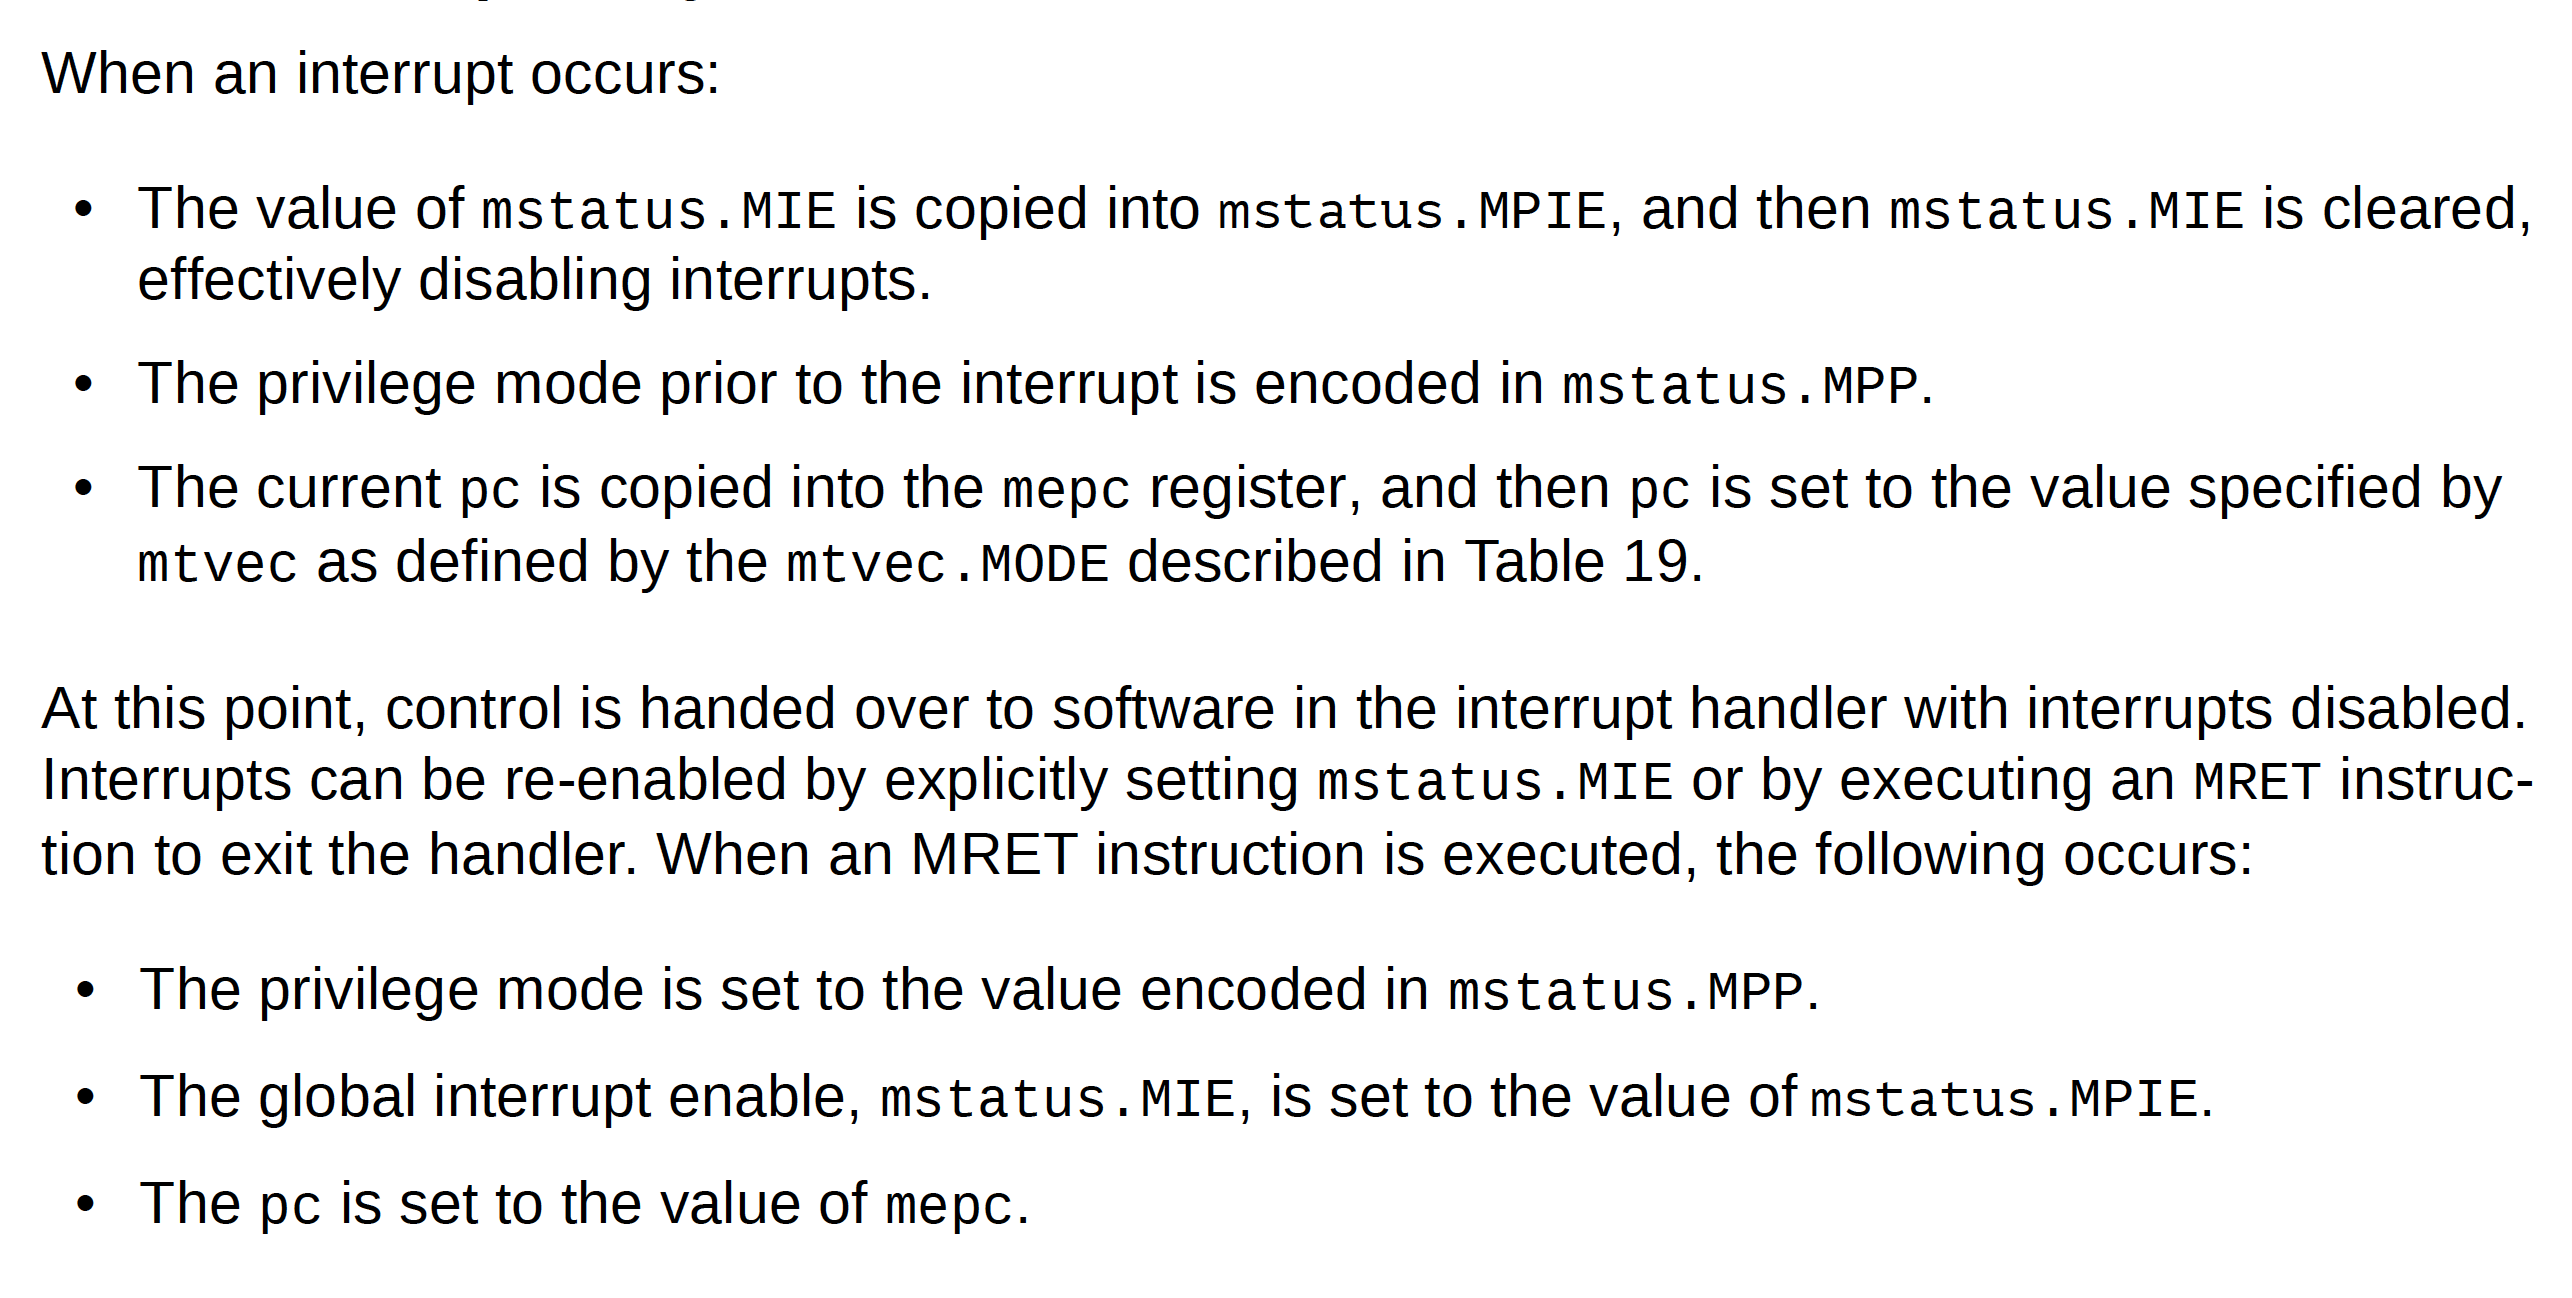 When an interrupt occurs:
• The value of mstatus.MIE is copied into mstatus.MPIE, and then mstatus.MIE is cleared,
effectively disabling interrupts.
• The privilege mode prior to the interrupt is encoded in mstatus.MPP.
• The current pc is copied into the mepc register, and then pc is set to the value specified by
mtvec as defined by the mtvec.MODE described in Table 19.
At this point, control is handed over to software in the interrupt handler with interrupts disabled.
Interrupts can be re-enabled by explicitly setting mstatus.MIE or by executing an MRET instruc-
tion to exit the handler. When an MRET instruction is executed, the following occurs:
• The privilege mode is set to the value encoded in mstatus.MPP.
• The global interrupt enable, mstatus.MIE, is set to the value of mstatus.MPIE.
• The pc is set to the value of mepc.